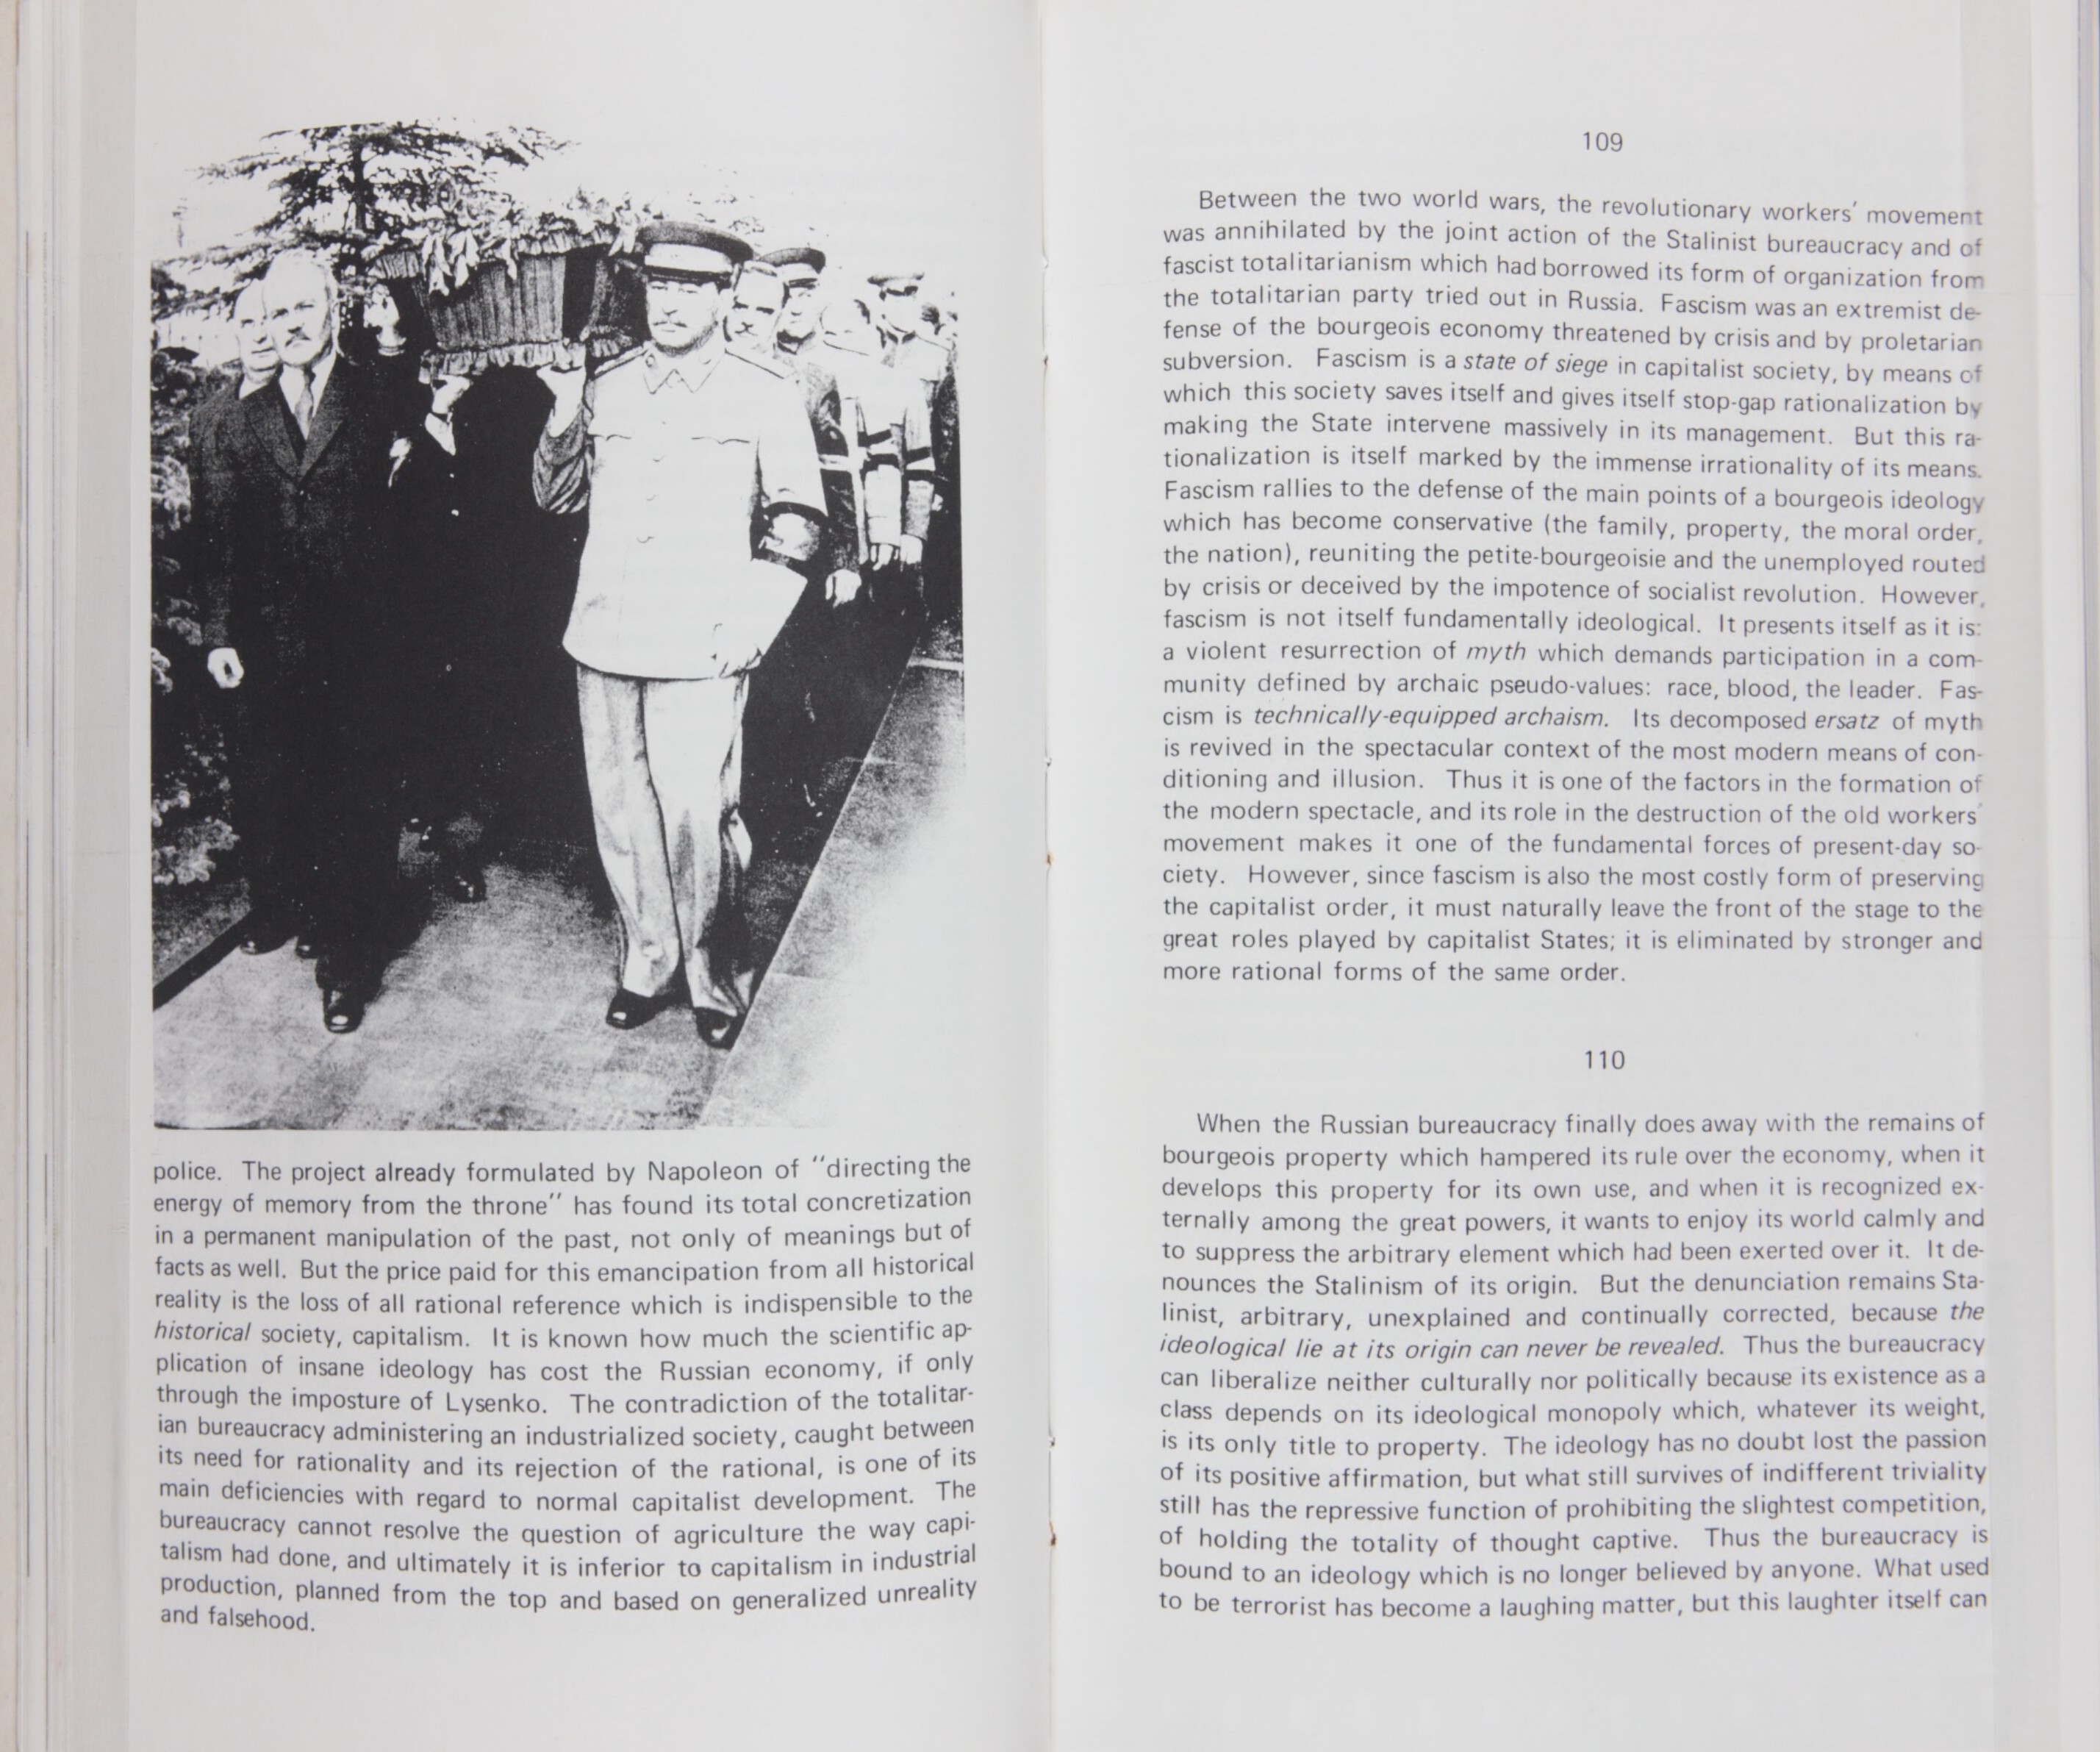 police. The project already formulated by Napoleon of "directing the
energy of memory from the throne" has found its total concretization
in a permanent manipulation of the past, not only of meanings but of
facts as well. But the price paid for this emancipation from all historical
reality is the loss of all rational reference which is indispensible to the
historical society, capitalism. It is known how much the scientific ap-
plication of insane ideology has cost the Russian economy, if only
through the imposture of Lysenko. The contradiction of the totalitar-
ian bureaucracy administering an industrialized society, caught between
its need for rationality and its rejection of the rational, is one of its
main deficiencies with regard to normal capitalist development. The
bureaucracy cannot resolve the question of agriculture the way capi-
talism had done, and ultimately it is inferior to capitalism in industrial
production, planned from the top and based on generalized unreality
and falsehood.
109
Between the two world wars, the revolutionary workers' movement
was annihilated by the joint action of the Stalinist bureaucracy and of
fascist totalitarianism which had borrowed its form of organization from
the totalitarian party tried out in Russia. Fascism was an extremist de-
fense of the bourgeois economy threatened by crisis and by proletarian
subversion. Fascism is a state of siege in capitalist society, by means of
which this society saves itself and gives itself stop-gap rationalization by
making the State intervene massively in its management. But this ra-
tionalization is itself marked by the immense irrationality of its means.
Fascism rallies to the defense of the main points of a bourgeois ideology
which has become conservative (the family, property, the moral order,
the nation), reuniting the petite-bourgeoisie and the unemployed routed
by crisis or deceived by the impotence of socialist revolution. However,
fascism is not itself fundamentally ideological. It presents itself as it is:
a violent resurrection of myth which demands participation in a com-
munity defined by archaic pseudo-values: race, blood, the leader. Fas-
cism is technically-equipped archaism. Its decomposed ersatz of myth
is revived in the spectacular context of the most modern means of con-
ditioning and illusion. Thus it is one of the factors in the formation of
the modern spectacle, and its role in the destruction of the old workers'
movement makes it one of the fundamental forces of present-day so-
ciety. However, since fascism is also the most costly form of preserving
the capitalist order, it must naturally leave the front of the stage to the
great roles played by capitalist States; it is eliminated by stronger and
more rational forms of the same order.
110
When the Russian bureaucracy finally does away with the remains of
bourgeois property which hampered its rule over the economy, when it
develops this property for its own use, and when it is recognized ex-
ternally among the great powers, it wants to enjoy its world calmly and
to suppress the arbitrary element which had been exerted over it. It de-
nounces the Stalinism of its origin. But the denunciation remains Sta-
linist, arbitrary, unexplained and continually corrected, because the
ideological lie at its origin can never be revealed. Thus the bureaucracy
can liberalize neither culturally nor politically because its existence as a
class depends on its ideological monopoly which, whatever its weight,
is its only title to property. The ideology has no doubt lost the passion
of its positive affirmation, but what still survives of indifferent triviality
still has the repressive function of prohibiting the slightest competition,
of holding the totality of thought captive. Thus the bureaucracy is
bound to an ideology which is no longer believed by anyone. What used
to be terrorist has become a laughing matter, but this laughter itself can